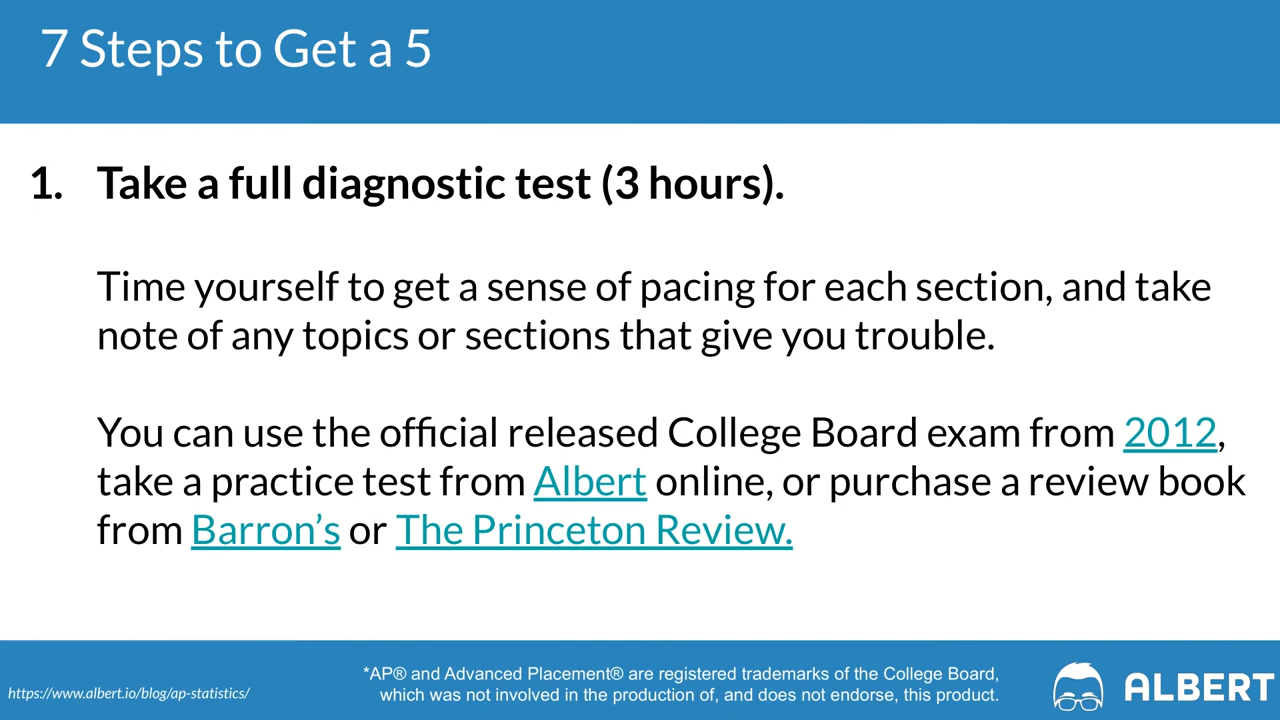 7 Steps to Get a 5
1. Take a full diagnostic test (3 hours).
Time yourself to get a sense of pacing for each section, and take
note of any topics or sections that give you trouble.
You can use the official released College Board exam from 2012,
take a practice test from Albert online, or purchase a review book
from Barron’s or The Princeton Review.
https://www.albert.io/blog/ap-statistics/
*AP® and Advanced Placement® are registered trademarks of the College Board,
which was not involved in the production of, and does not endorse, this product.
ALBERT